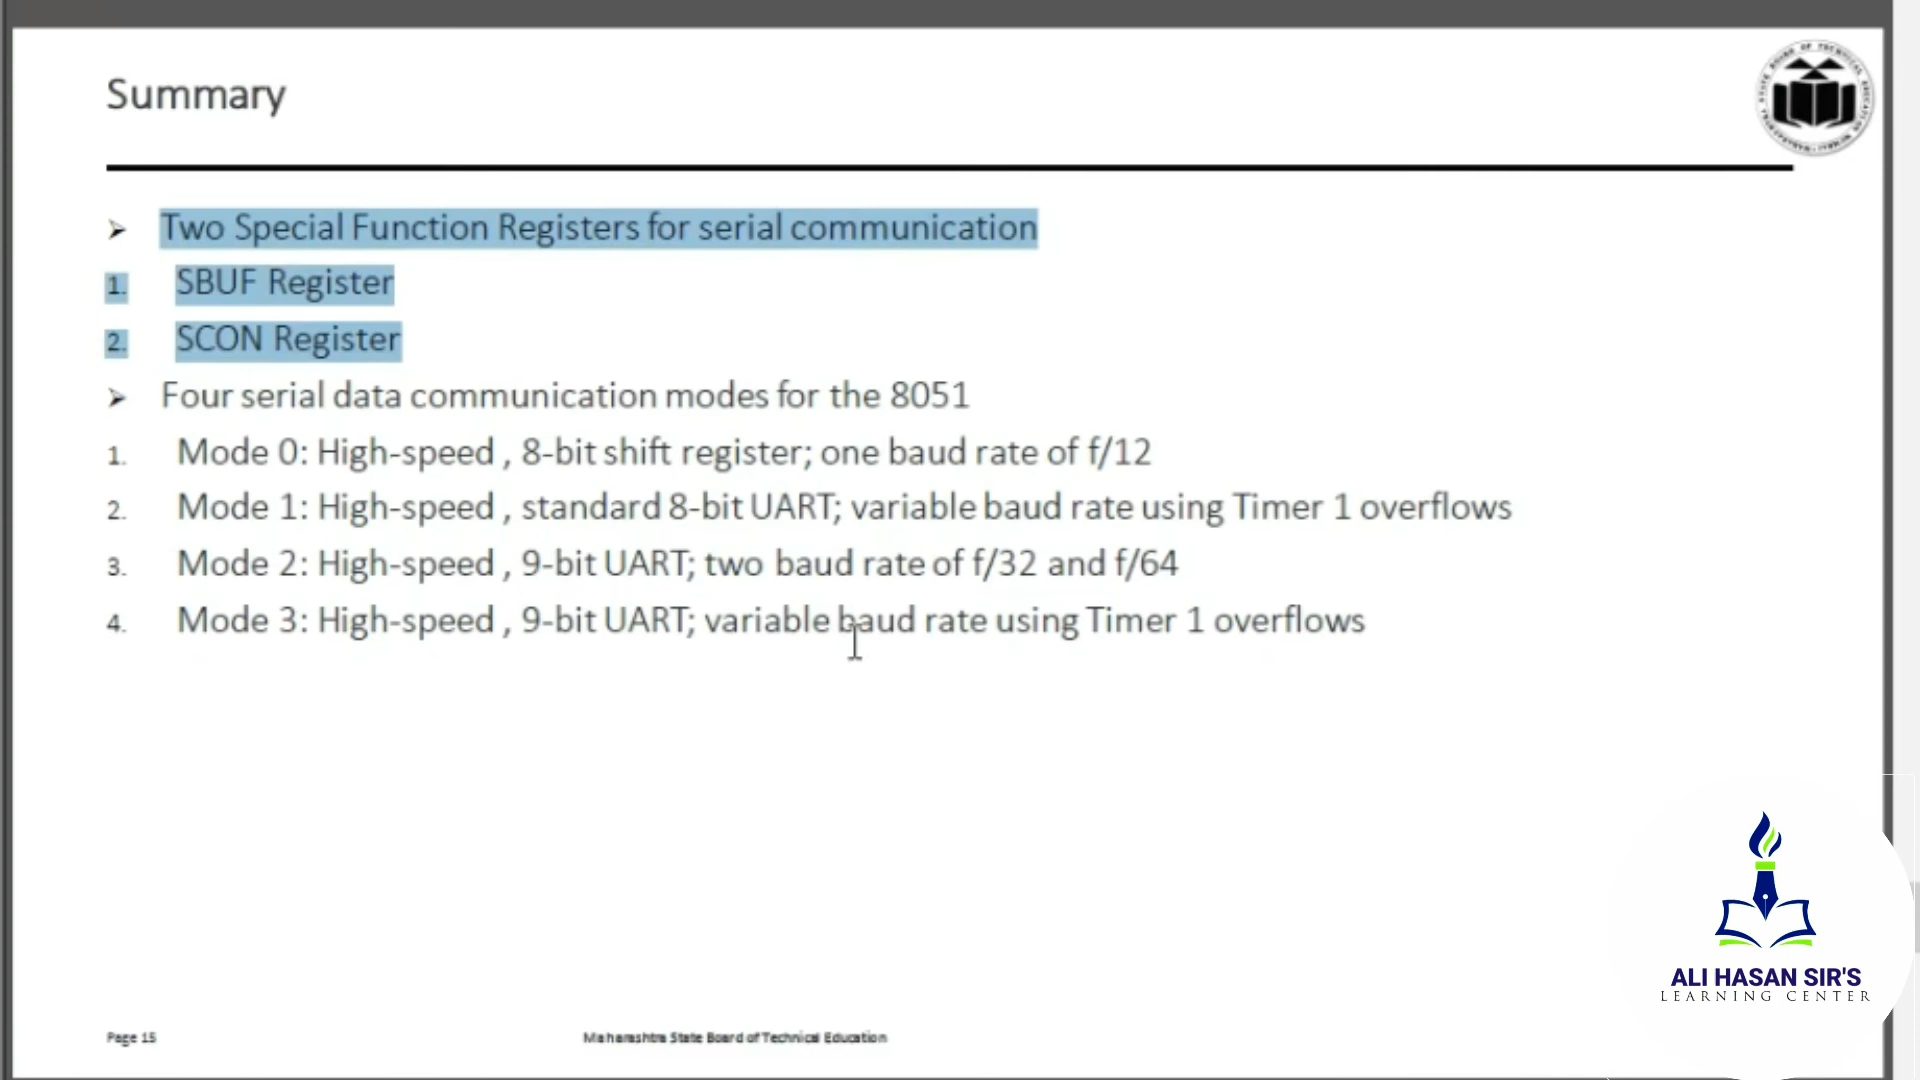 Summary
➢ Two Special Function Registers for serial communication
1. SBUF Register
2. SCON Register
➢ Four serial data communication modes for the 8051
1. Mode 0: High-speed , 8-bit shift register; one baud rate of f/12
2. Mode 1: High-speed , standard 8-bit UART; variable baud rate using Timer 1 overflows
3. Mode 2: High-speed , 9-bit UART; two baud rate of f/32 and f/64
4. Mode 3: High-speed , 9-bit UART; variable baud rate using Timer 1 overflows
ALI HASAN SIR'S
LEARNING CENTER
Page 15
Maharashtra State Board of Technical Education